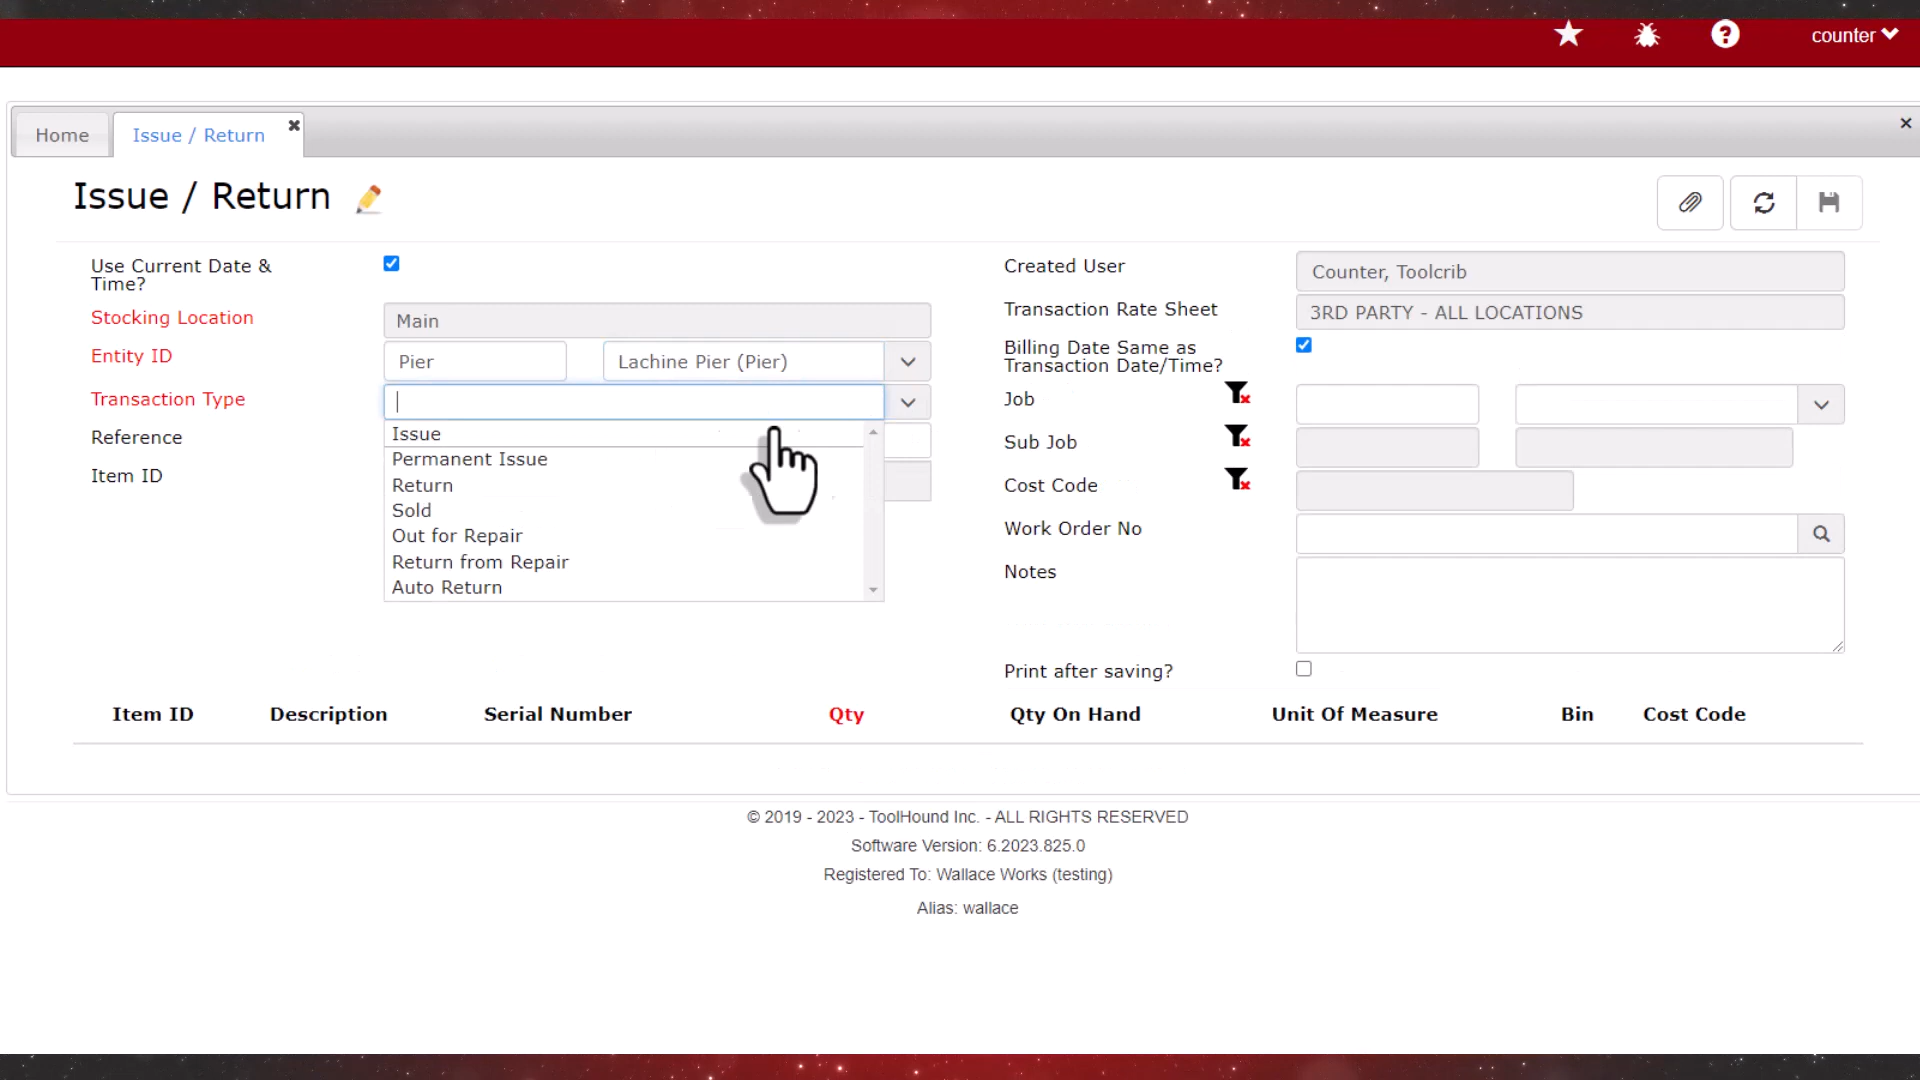 counter
Home
Issue / Return
Issue / Return
Use Current Date &
Time?
Stocking Location
Main
Entity ID
Pier
Lachine Pier (Pier)
Transaction Type
Reference
Item ID
Issue
Permanent Issue
Return
Sold
Out for Repair
Return from Repair
Auto Return
Created User
Counter, Toolcrib
Transaction Rate Sheet
3RD PARTY - ALL LOCATIONS
Billing Date Same as
Transaction Date/Time?
Job
Sub Job
Cost Code
Work Order No
Notes
Print after saving?
Item ID Description Serial Number Qty Qty On Hand Unit Of Measure Bin Cost Code
© 2019 - 2023 - ToolHound Inc. - ALL RIGHTS RESERVED
Software Version: 6.2023.825.0
Registered To: Wallace Works (testing)
Alias: wallace